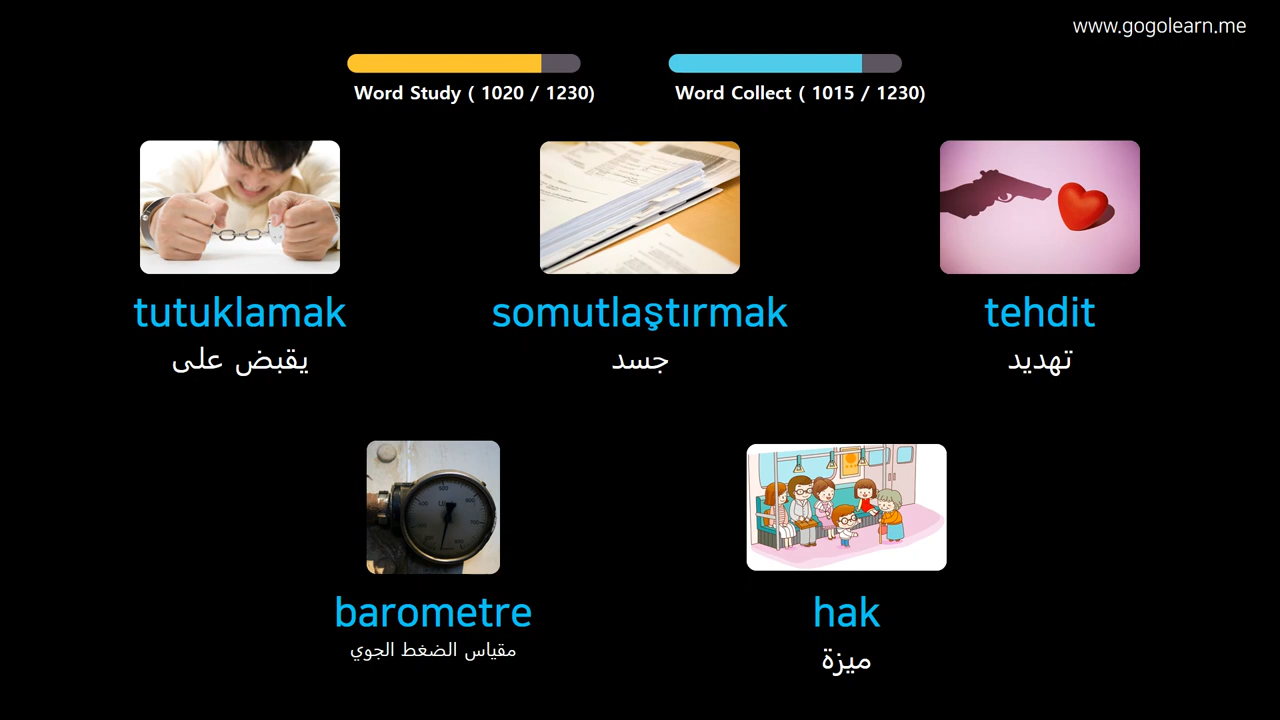 www.gogolearn.me
Word Study ( 1020 / 1230)
Word Collect ( 1015 / 1230)
tutuklamak
يقبض على
somutlaştırmak
جسد
tehdit
تهديد
barometre
مقياس الضغط الجوي
hak
ميزة